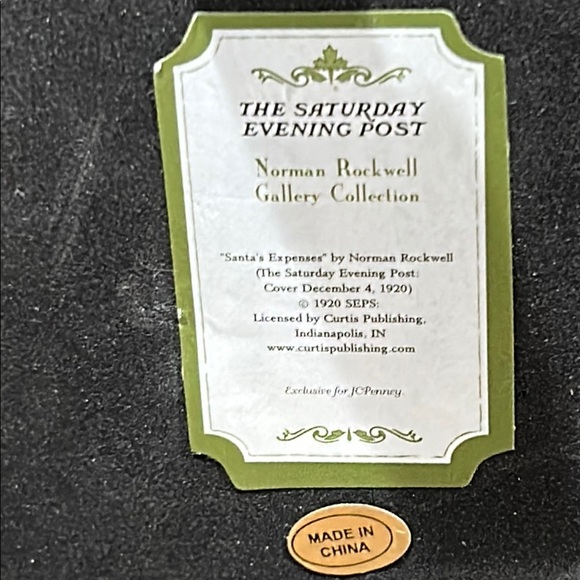 THE SATURDAY
EVENING POST
Norman Rockwell
Gallery Collection
"Santa's Expenses" by Norman Rockwell
(The Saturday Evening Post:
Cover December 4, 1920)
© 1920 SEPS:
Licensed by Curtis Publishing,
Indianapolis, IN
www.curtispublishing.com
Exclusive for JCPenney.
MADE IN
CHINA